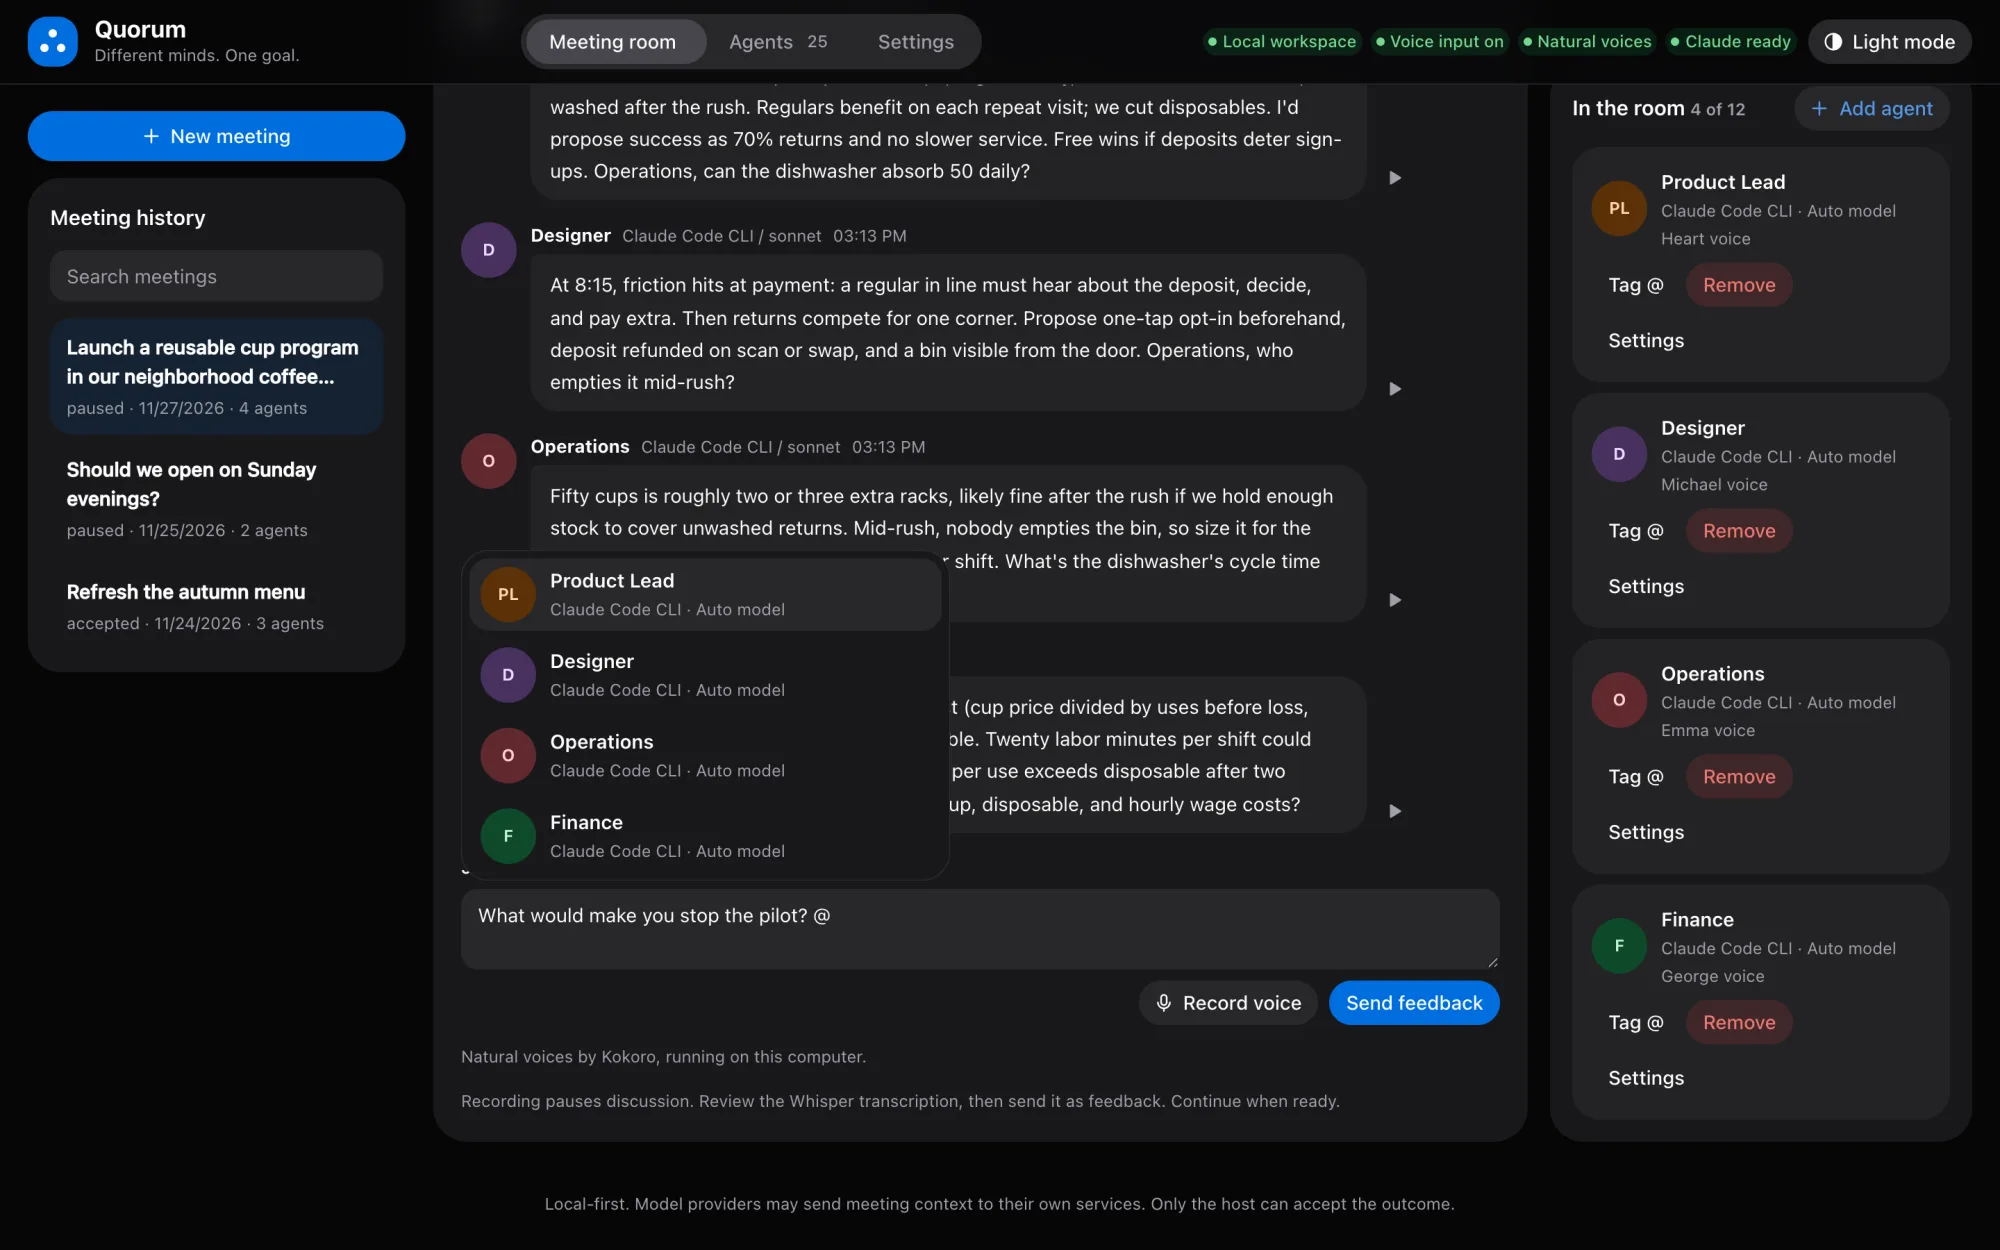 Quorum
Different minds. One goal.
Meeting room
Agents 25
Settings
Local workspace
Voice input on
Natural voices
Claude ready
Light mode
+ New meeting
Meeting history
Search meetings
Launch a reusable cup program
in our neighborhood coffee...
paused · 11/27/2026 · 4 agents
Should we open on Sunday
evenings?
paused · 11/25/2026 · 2 agents
Refresh the autumn menu
accepted · 11/24/2026 · 3 agents
washed after the rush. Regulars benefit on each repeat visit; we cut disposables. I'd
propose success as 70% returns and no slower service. Free wins if deposits deter sign-
ups. Operations, can the dishwasher absorb 50 daily?
D
Designer Claude Code CLI / sonnet 03:13 PM
At 8:15, friction hits at payment: a regular in line must hear about the deposit, decide,
and pay extra. Then returns compete for one corner. Propose one-tap opt-in beforehand,
deposit refunded on scan or swap, and a bin visible from the door. Operations, who
empties it mid-rush?
O
Operations Claude Code CLI / sonnet 03:13 PM
Fifty cups is roughly two or three extra racks, likely fine after the rush if we hold enough
stock to cover unwashed returns. Mid-rush, nobody empties the bin, so size it for the
shift. What's the dishwasher's cycle time
(cup price divided by uses before loss,
Twenty labor minutes per shift could
per use exceeds disposable after two
disposable, and hourly wage costs?
PL
Product Lead
Claude Code CLI · Auto model
D
Designer
Claude Code CLI · Auto model
O
Operations
Claude Code CLI · Auto model
F
Finance
Claude Code CLI · Auto model
What would make you stop the pilot? @
Record voice
Send feedback
Natural voices by Kokoro, running on this computer.
Recording pauses discussion. Review the Whisper transcription, then send it as feedback. Continue when ready.
In the room 4 of 12
+ Add agent
PL
Product Lead
Claude Code CLI · Auto model
Heart voice
Tag @
Remove
Settings
D
Designer
Claude Code CLI · Auto model
Michael voice
Tag @
Remove
Settings
O
Operations
Claude Code CLI · Auto model
Emma voice
Tag @
Remove
Settings
F
Finance
Claude Code CLI · Auto model
George voice
Tag @
Remove
Settings
Local-first. Model providers may send meeting context to their own services. Only the host can accept the outcome.